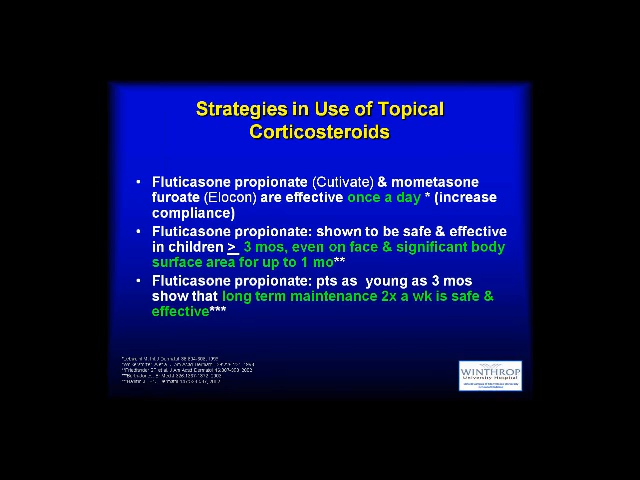 Strategies in Use of Topical
Corticosteroids
• Fluticasone propionate (Cutivate) & mometasone
furoate (Elocon) are effective once a day * (increase
compliance)
• Fluticasone propionate: shown to be safe & effective
in children > 3 mos, even on face & significant body
surface area for up to 1 mo**
• Fluticasone propionate: pts as young as 3 mos
show that long term maintenance 2x a wk is safe &
effective***
WINTHROP
University Hospital